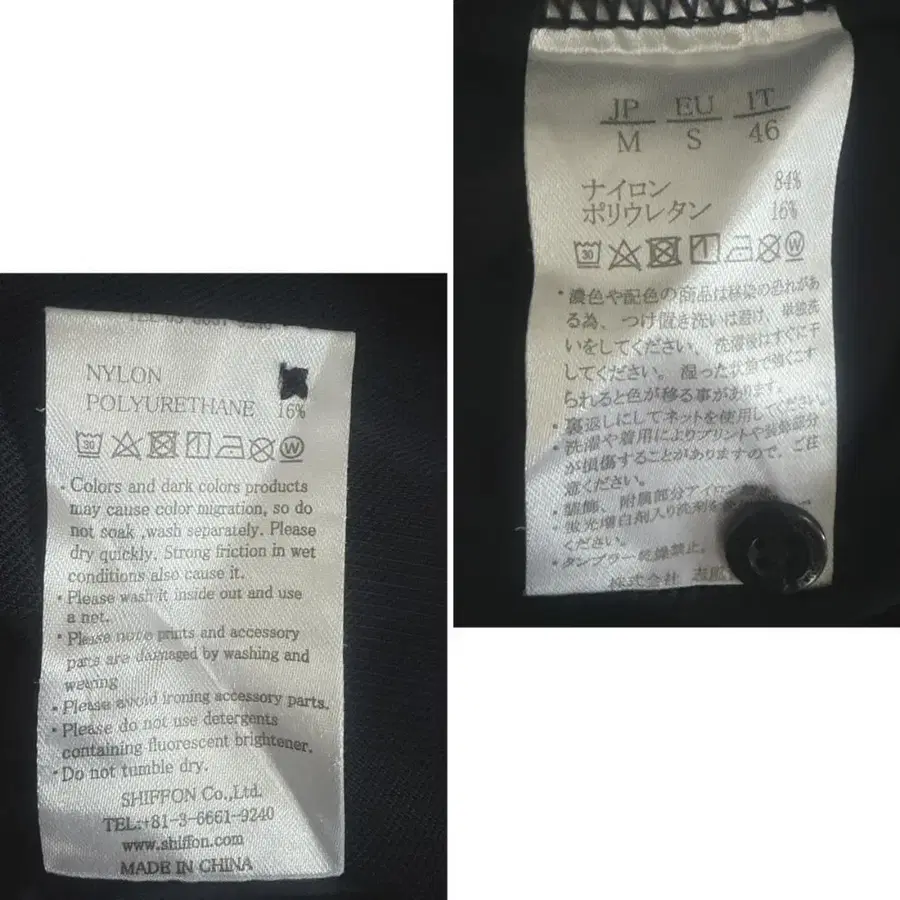 JP EU IT
M S 46
ナイロン 84%
ポリウレタン 16%
30 W
・濃色や配色の商品は移染の恐れがあ
る為、つけ置き洗いは避け、単独洗
いをしてください。洗濯後はすぐに干
してください。湿った状態で強くこす
られると色が移る事があります。
・裏返しにしてネットを使用してください。
・洗濯や着用によりプリントや装飾部分
が損傷することがありますので、ご注
意ください。
・装飾、附属部分アイロン
・蛍光増白剤入り洗剤を
ください。
・タンブラー乾燥禁止。
株式会社
NYLON
POLYURETHANE 16%
30 W
・Colors and dark colors products
may cause color migration, so do
not soak ,wash separately. Please
dry quickly. Strong friction in wet
conditions also cause it.
・Please wash it inside out and use
a net.
・Please note prints and accessory
parts are damaged by washing and
wearing
・Please avoid ironing accessory parts.
・Please do not use detergents
containing fluorescent brightener.
・Do not tumble dry.
SHIFFON Co.,Ltd.
TEL:+81-3-6661-9240
www.shiffon.com
MADE IN CHINA